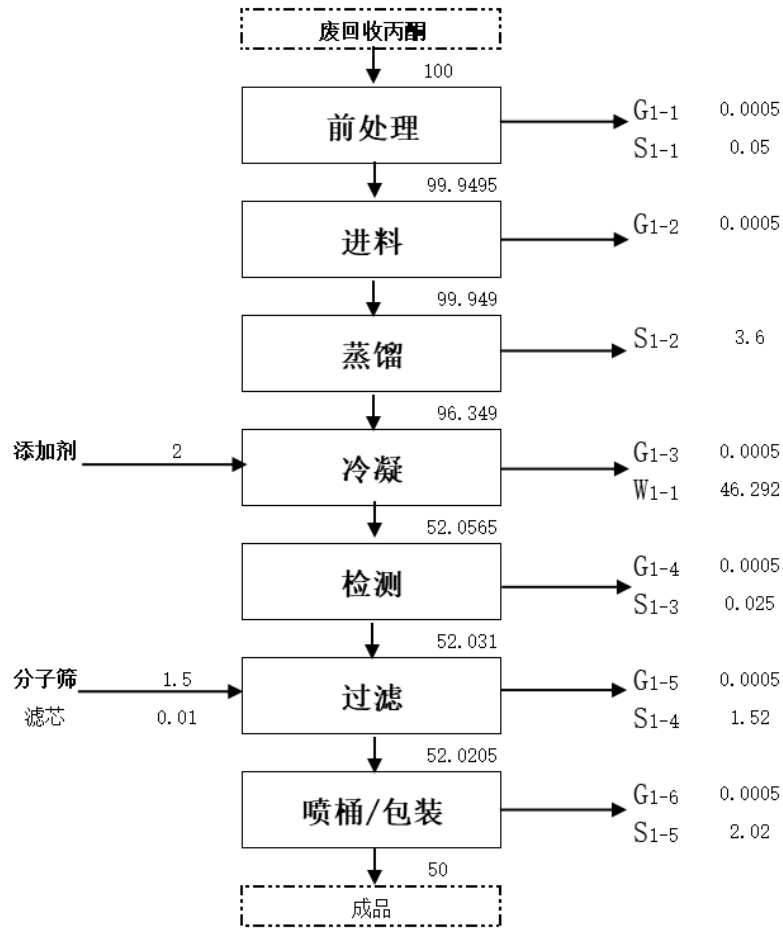 废回收丙酮
100
前处理
G1-1 0.0005
S1-1 0.05
99.9495
进料
G1-2 0.0005
99.949
蒸馏
S1-2 3.6
96.349
添加剂 2
冷凝
G1-3 0.0005
W1-1 46.292
52.0565
检测
G1-4 0.0005
S1-3 0.025
52.031
分子筛 1.5
滤芯 0.01
过滤
G1-5 0.0005
S1-4 1.52
52.0205
喷桶/包装
G1-6 0.0005
S1-5 2.02
50
成品